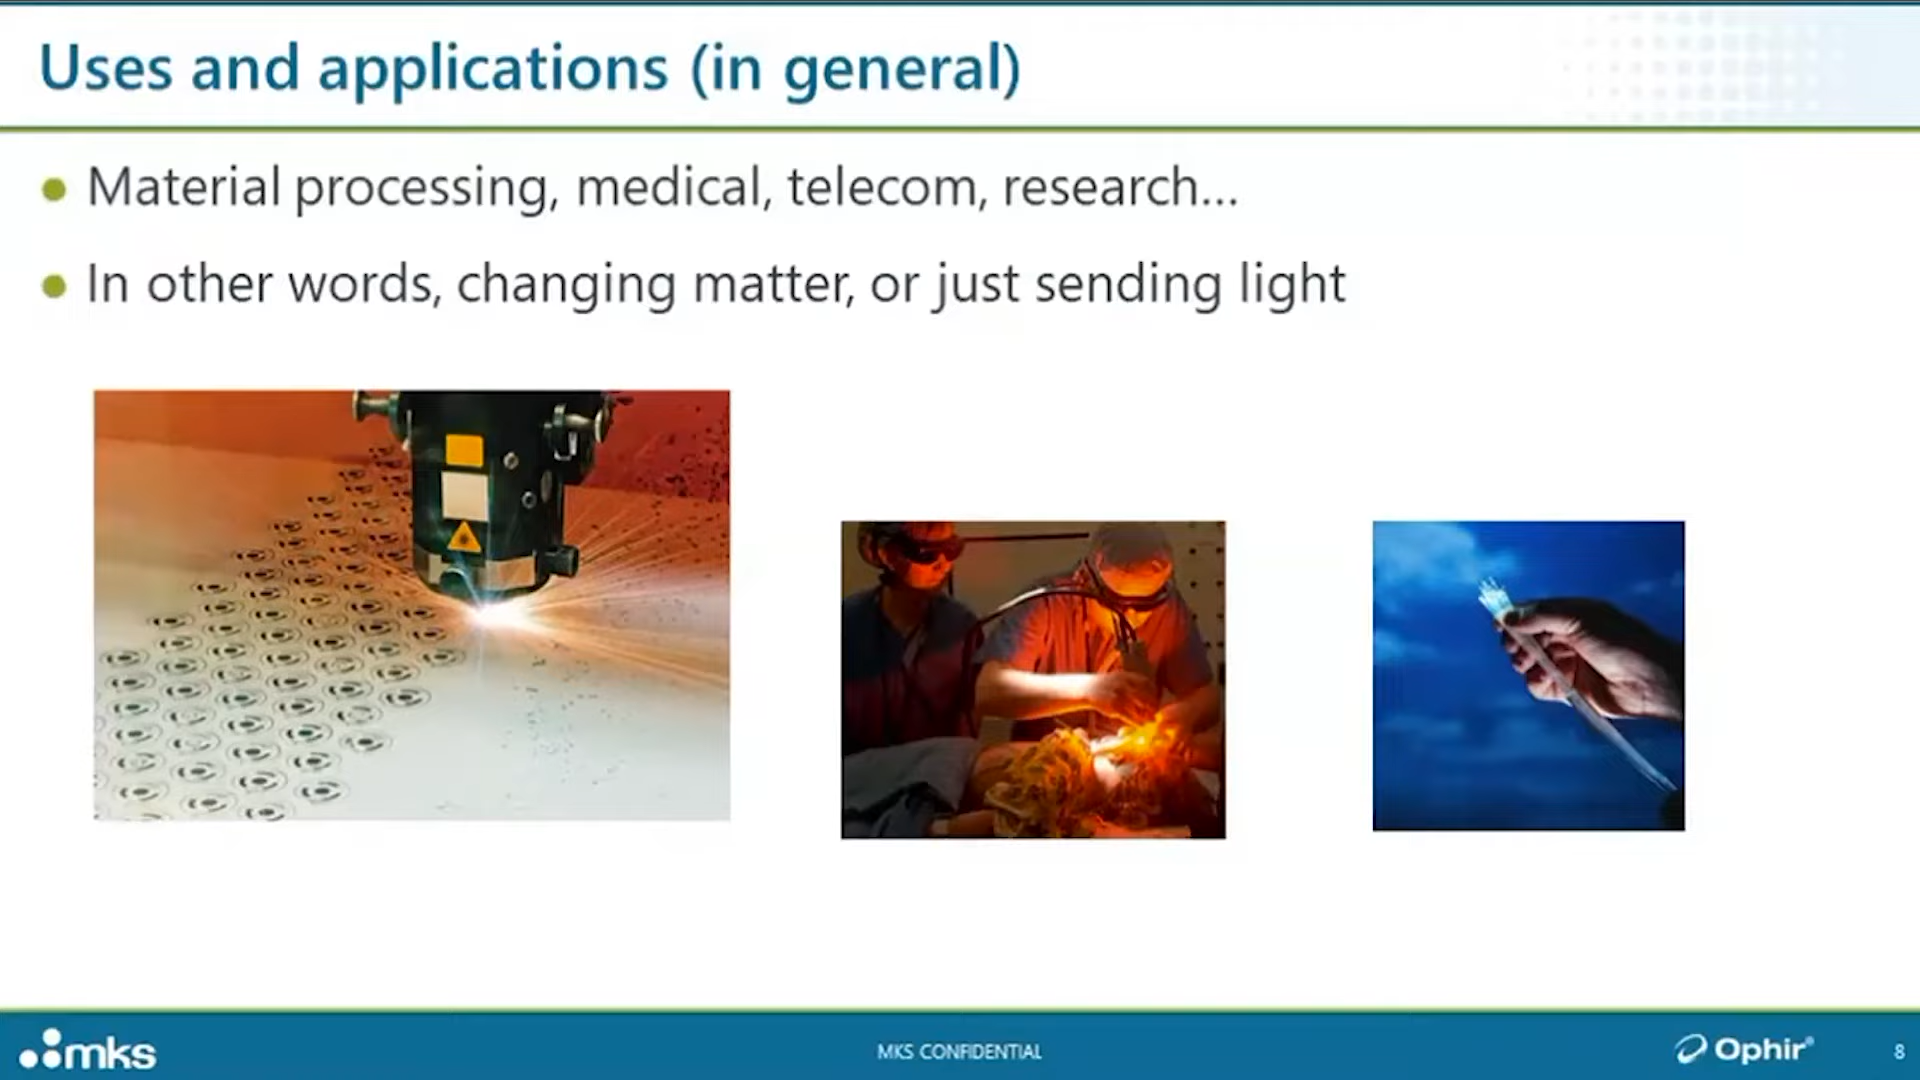 Uses and applications (in general)
Material processing, medical, telecom, research...
In other words, changing matter, or just sending light
mks
MKS CONFIDENTIAL
Ophir®
8